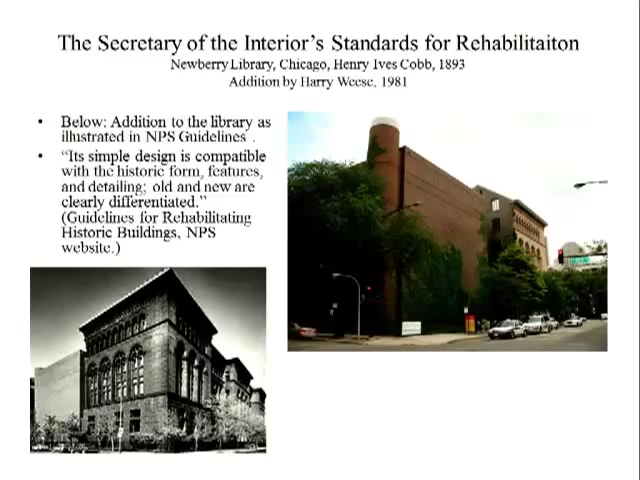 The Secretary of the Interior's Standards for Rehabilitaiton
Newberry Library, Chicago, Henry Ives Cobb, 1893
Addition by Harry Weese, 1981
• Below: Addition to the library as
illustrated in NPS Guidelines .
• “Its simple design is compatible
with the historic form, features,
and detailing; old and new are
clearly differentiated.”
(Guidelines for Rehabilitating
Historic Buildings, NPS
website.)